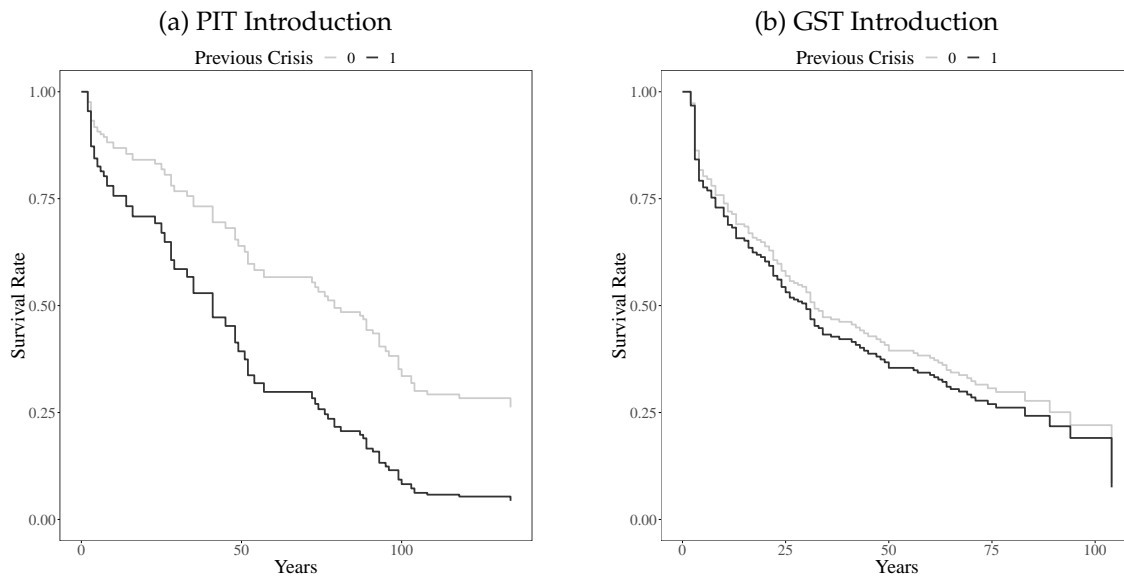 (a) PIT Introduction
Previous Crisis 0 1
Survival Rate
1.00
0.75
0.50
0.25
0.00
0 50 100
Years
(b) GST Introduction
Previous Crisis 0 1
Survival Rate
1.00
0.75
0.50
0.25
0.00
0 25 50 75 100
Years